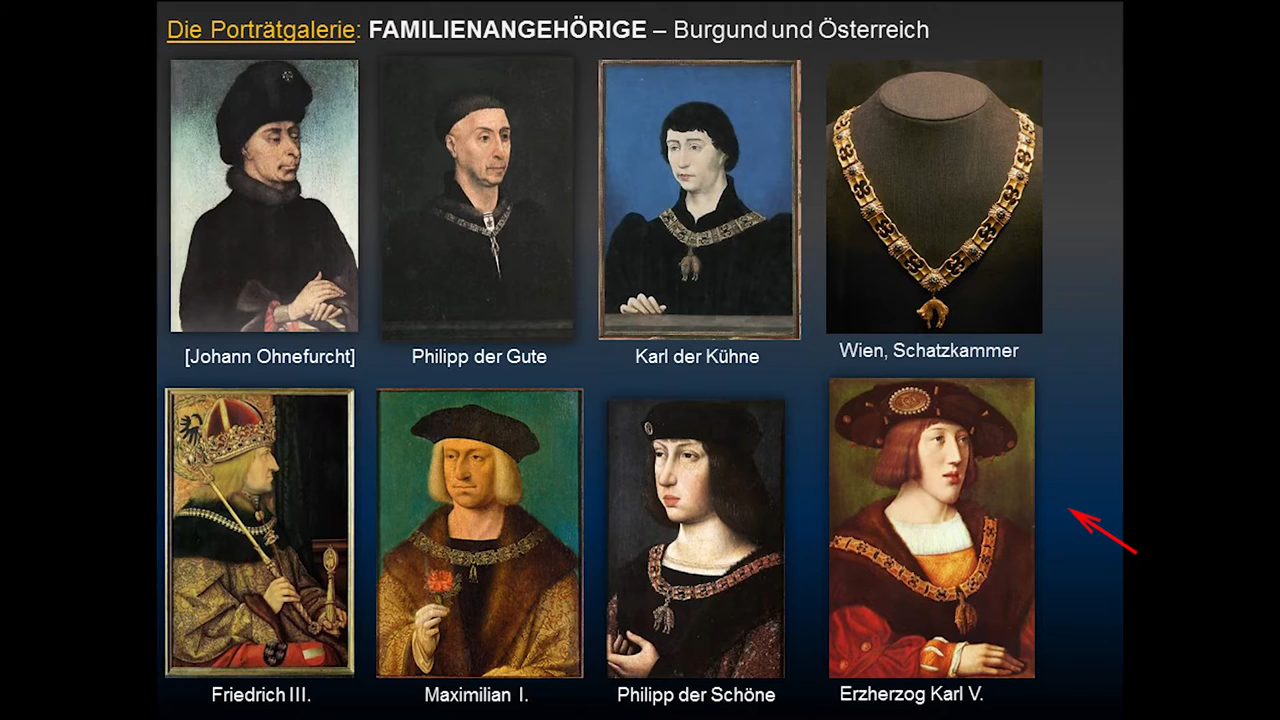 Die Porträtgalerie: FAMILIENANGEHÖRIGE – Burgund und Österreich
[Johann Ohnefurcht]
Philipp der Gute
Karl der Kühne
Wien, Schatzkammer
Friedrich III.
Maximilian I.
Philipp der Schöne
Erzherzog Karl V.